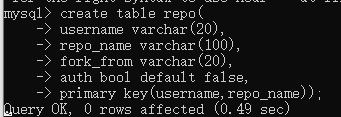 mysql> create table repo(
    -> username varchar(20),
    -> repo_name varchar(100),
    -> fork_from varchar(20),
    -> auth bool default false,
    -> primary key(username,repo_name));
Query OK, 0 rows affected (0.49 sec)